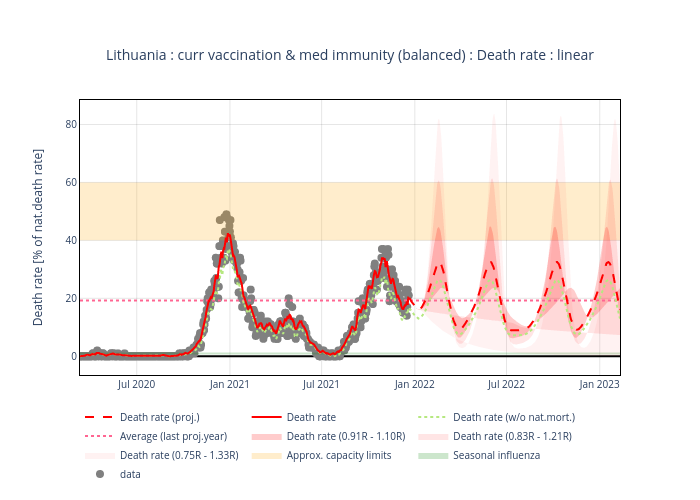 Lithuania : curr vaccination & med immunity (balanced) : Death rate : linear
Death rate [% of nat.death rate]
80
60
40
20
0
Jul 2020
Jan 2021
Jul 2021
Jan 2022
Jul 2022
Jan 2023
Death rate (proj.)
Death rate
Death rate (w/o nat.mort.)
Average (last proj.year)
Death rate (0.91R - 1.10R)
Death rate (0.83R - 1.21R)
Death rate (0.75R - 1.33R)
Approx. capacity limits
Seasonal influenza
data